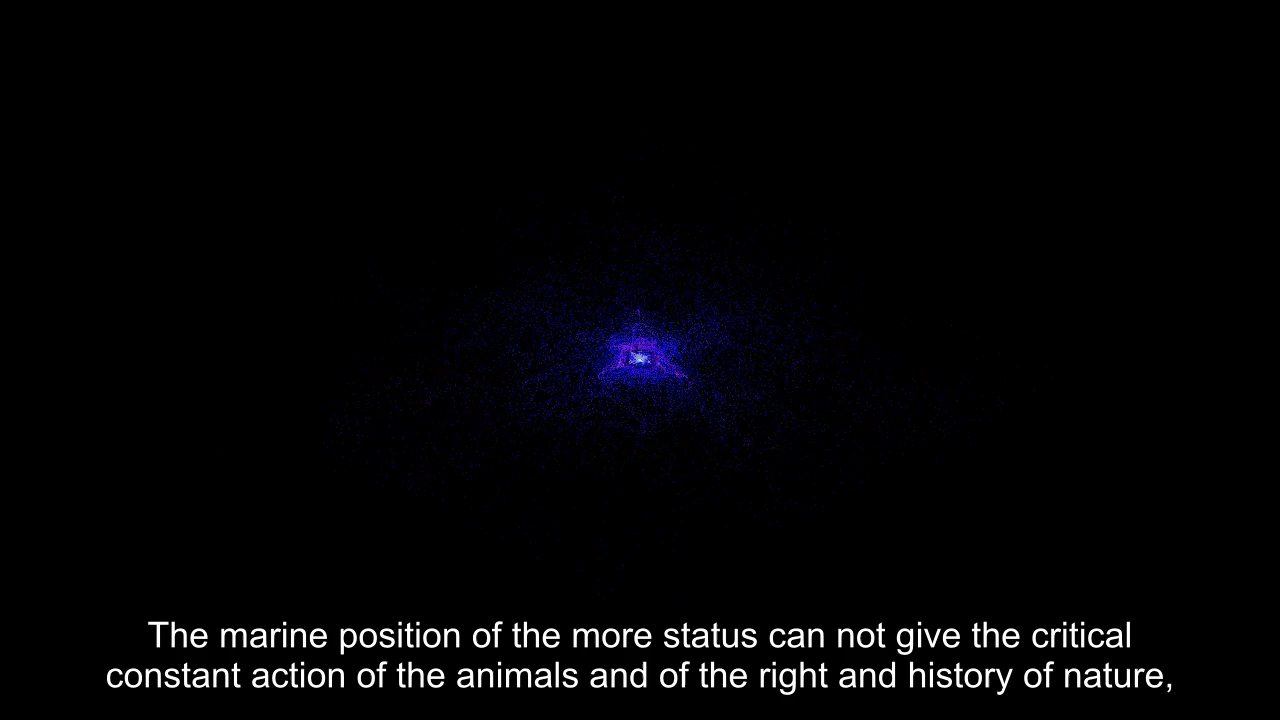 The marine position of the more status can not give the critical
constant action of the animals and of the right and history of nature,